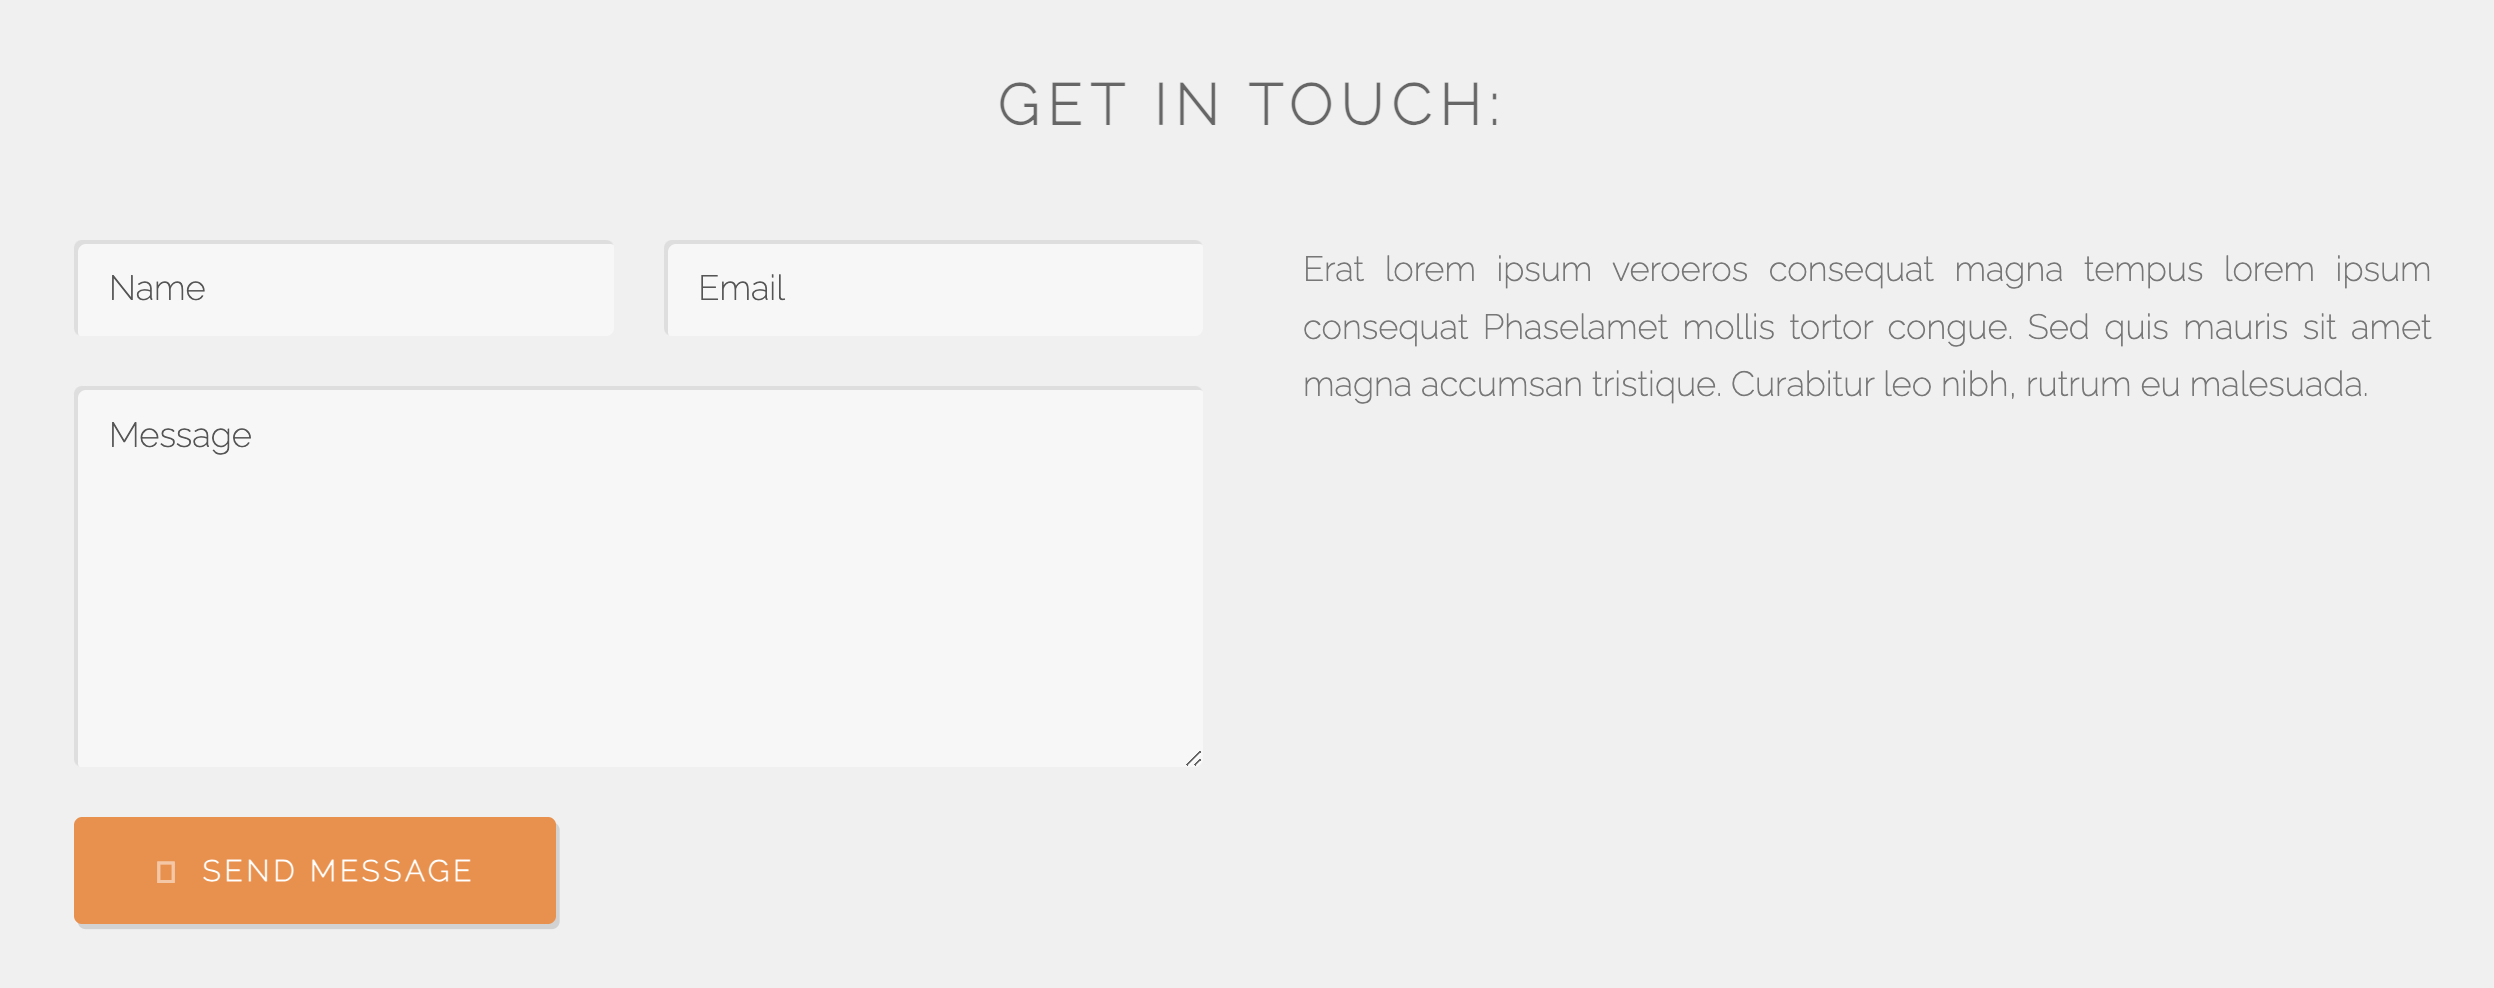 GET IN TOUCH:
Name
Email
Message
SEND MESSAGE
Erat lorem ipsum veroeros consequat magna tempus lorem ipsum
consequat Phaselamet mollis tortor congue. Sed quis mauris sit amet
magna accumsan tristique. Curabitur leo nibh, rutrum eu malesuada.